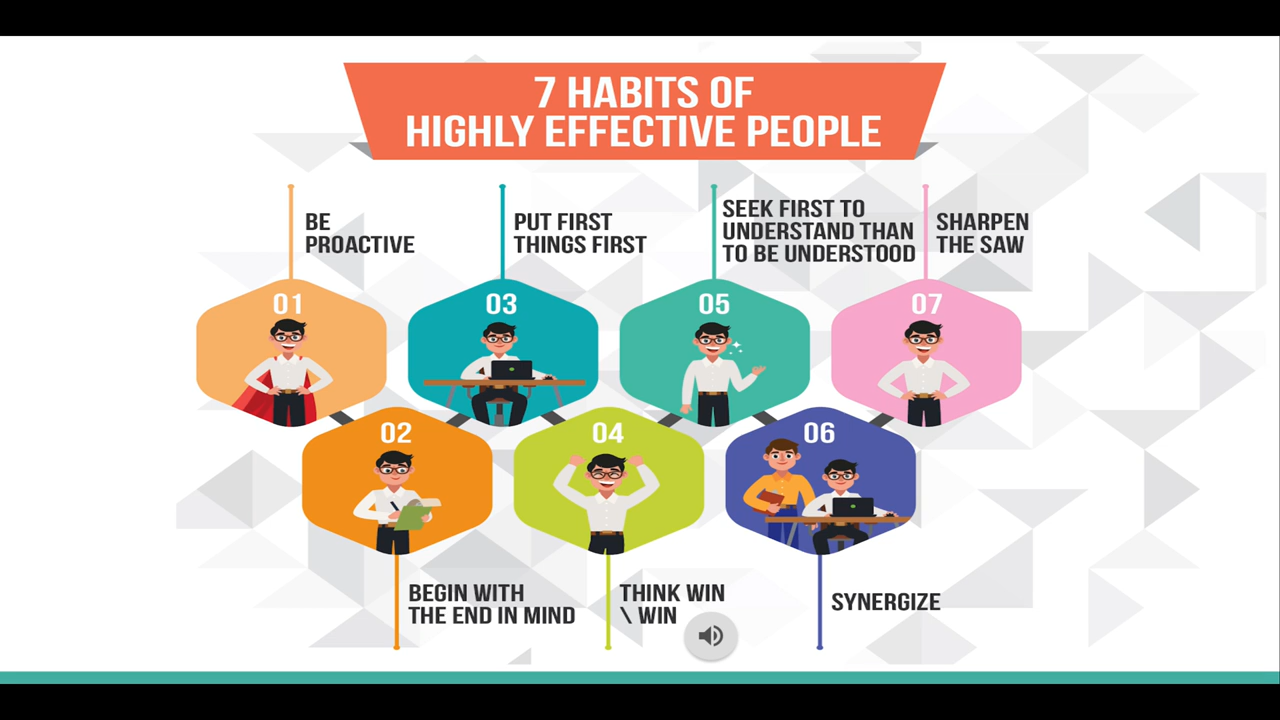 7 HABITS OF
HIGHLY EFFECTIVE PEOPLE
01
BE
PROACTIVE
02
BEGIN WITH
THE END IN MIND
03
PUT FIRST
THINGS FIRST
04
THINK WIN
\ WIN
05
SEEK FIRST TO
UNDERSTAND THAN
TO BE UNDERSTOOD
06
SYNERGIZE
07
SHARPEN
THE SAW